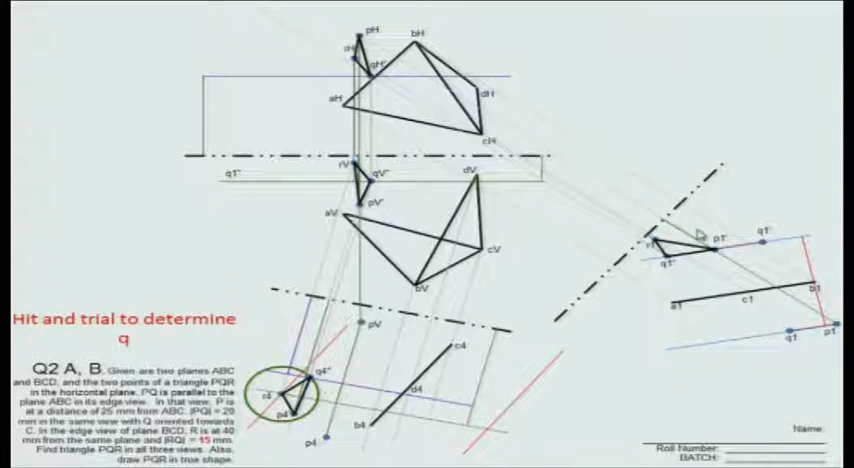 pH
bH
rH
qH'
aH
dH
cH
rV
q1"
qV'
dV
pV'
aV
cV
bV
pV
r1
p1'
q1'
q1"
a1
c1
b1
q1
p1
Hit and trial to determine
q
Q2 A, B. Given are two planes ABC
and BCD, and the two points of a triangle PQR
in the horizontal plane. PQ is parallel to the
plane ABC in its edge view. In that view, P is
at a distance of 25 mm from ABC. |PQ| = 20
mm in the same view with Q oriented towards
C. In the edge view of plane BCD, R is at 40
mm from the same plane and |RQ| = 15 mm.
Find triangle PQR in all three views. Also,
draw PQR in true shape.
c4
q4"
r4
d4
p4'
b4
p4
Name:
Roll Number:
BATCH: